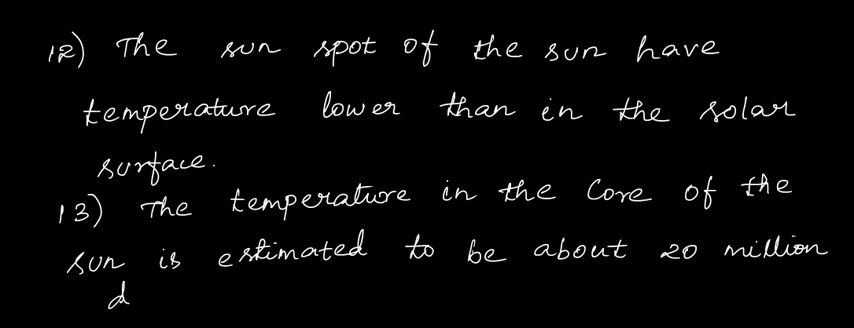 12) The sun spot of the sun have
temperature lower than in the solar
surface.
13) The temperature in the core of the
sun is estimated to be about 20 million
d